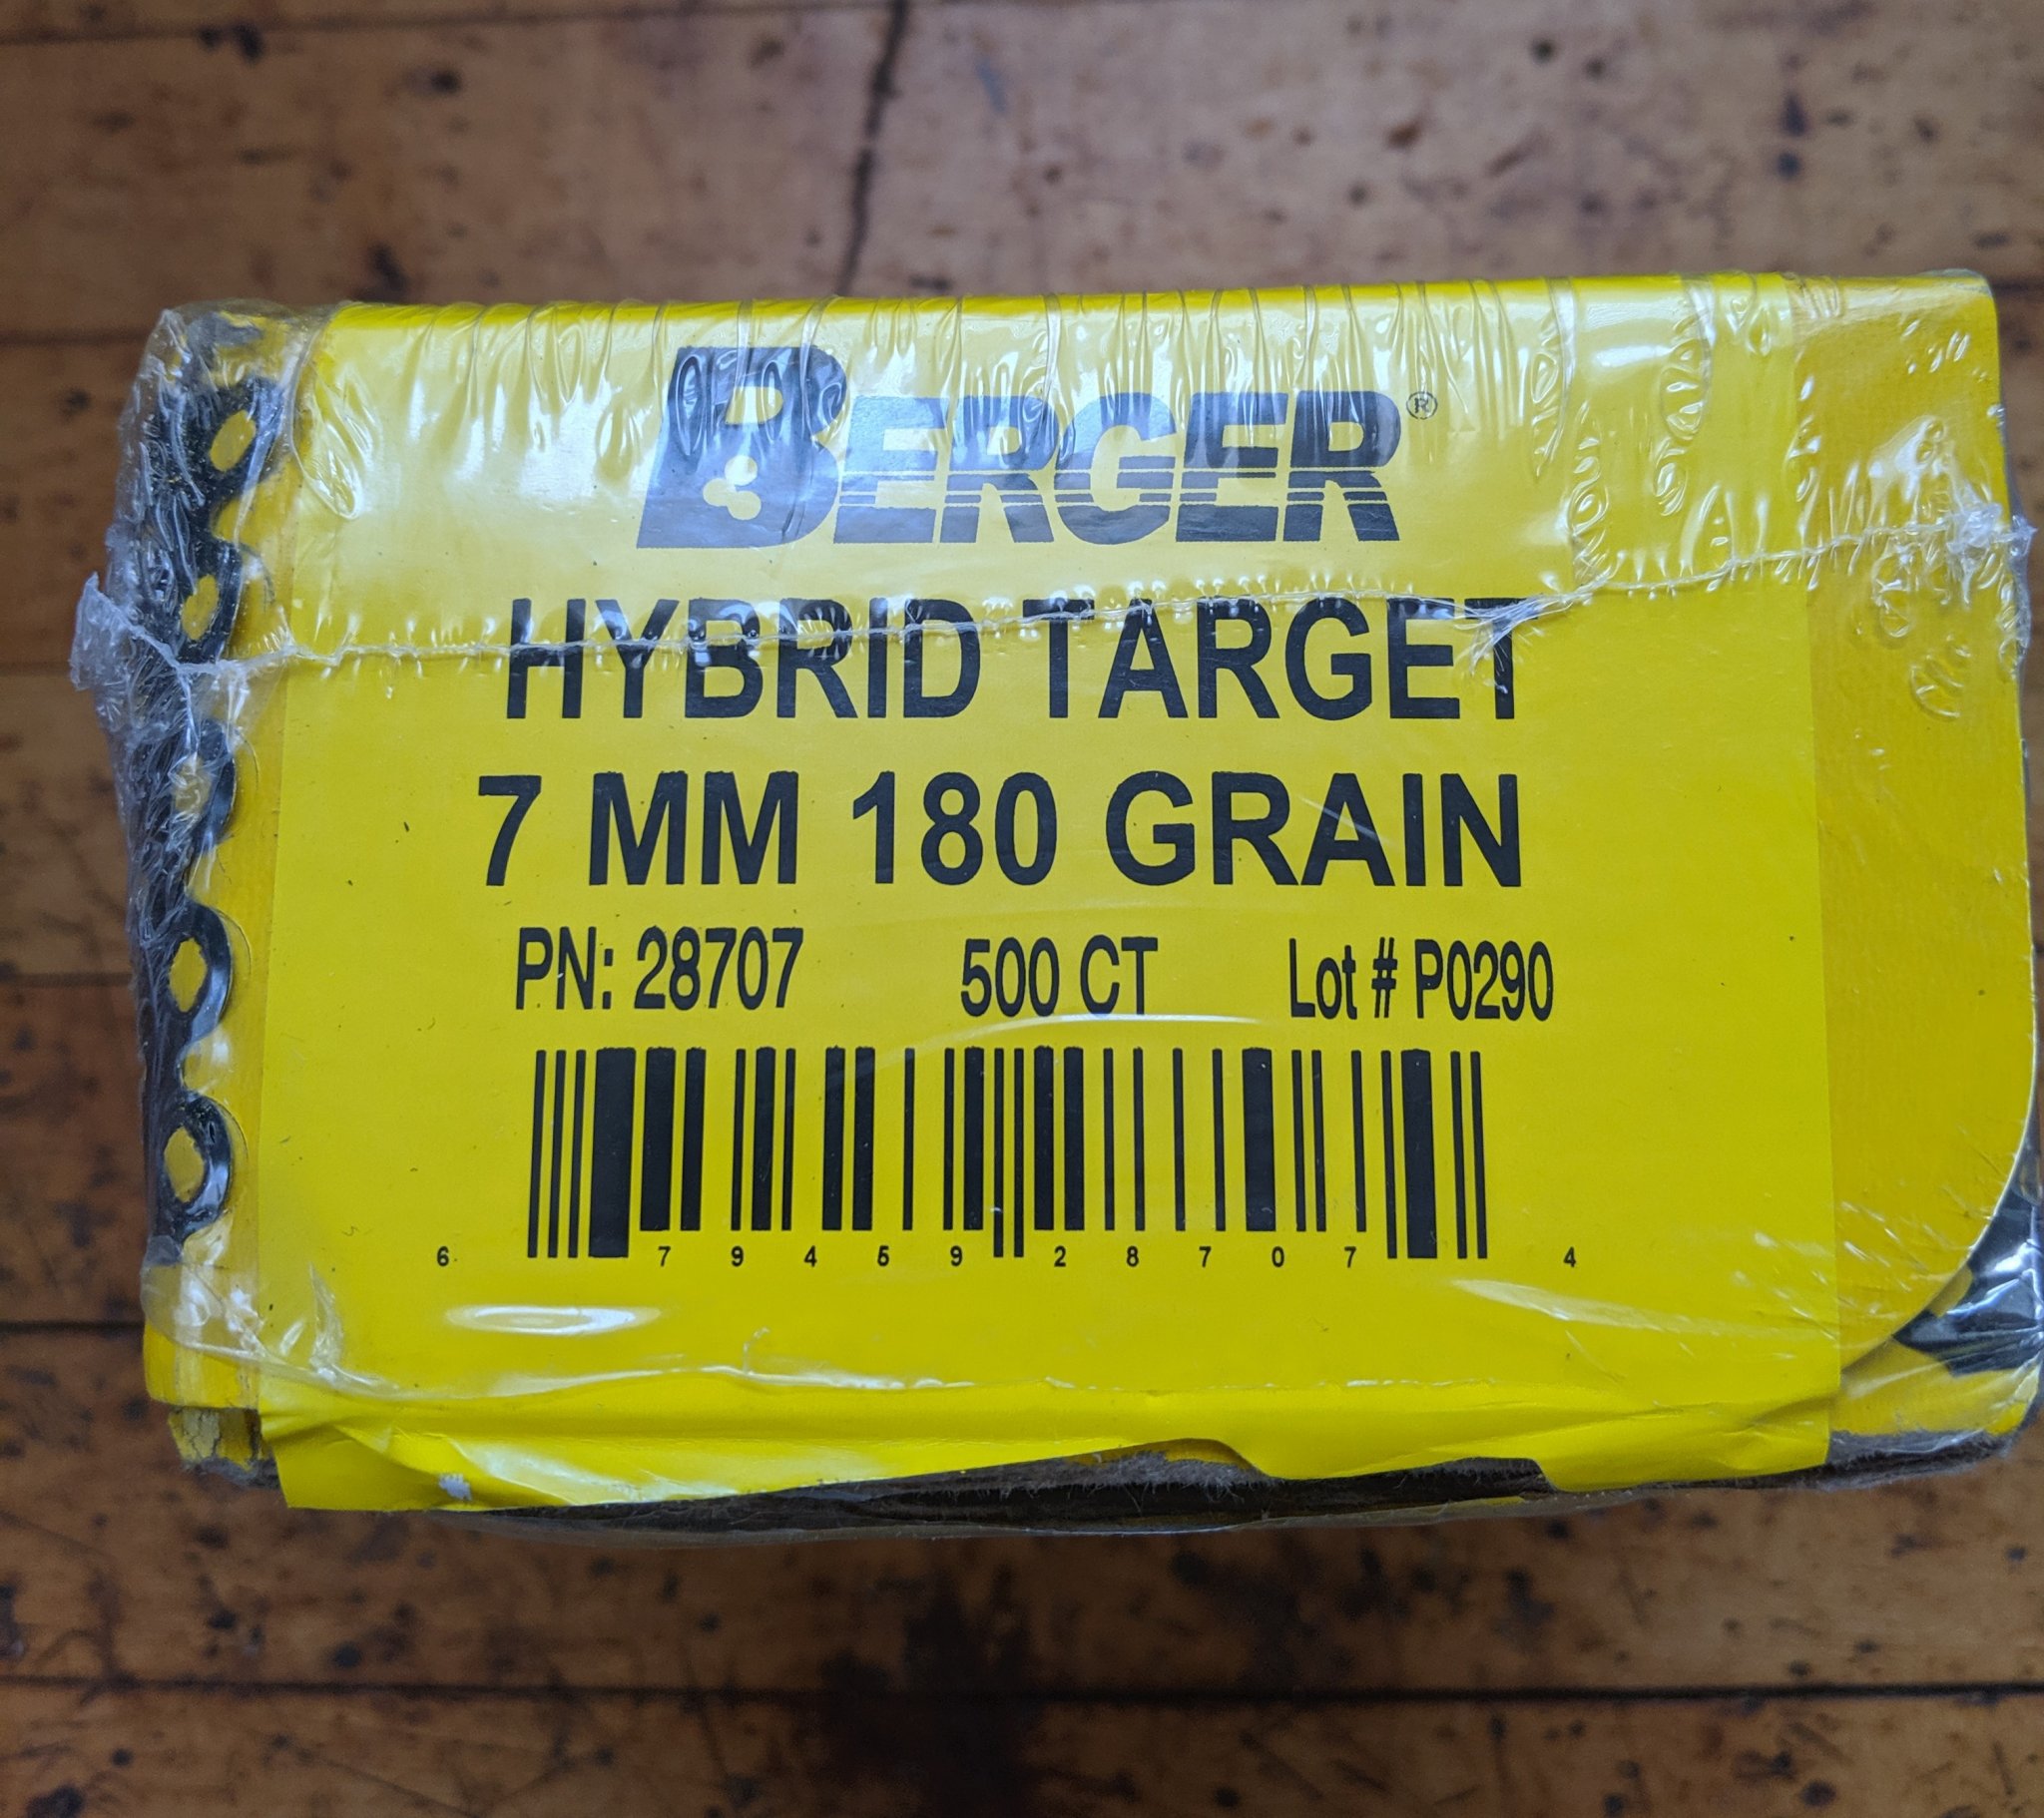 BERGER®
HYBRID TARGET
7 MM 180 GRAIN
PN: 28707 500 CT Lot # P0290
6 79459 28707 4